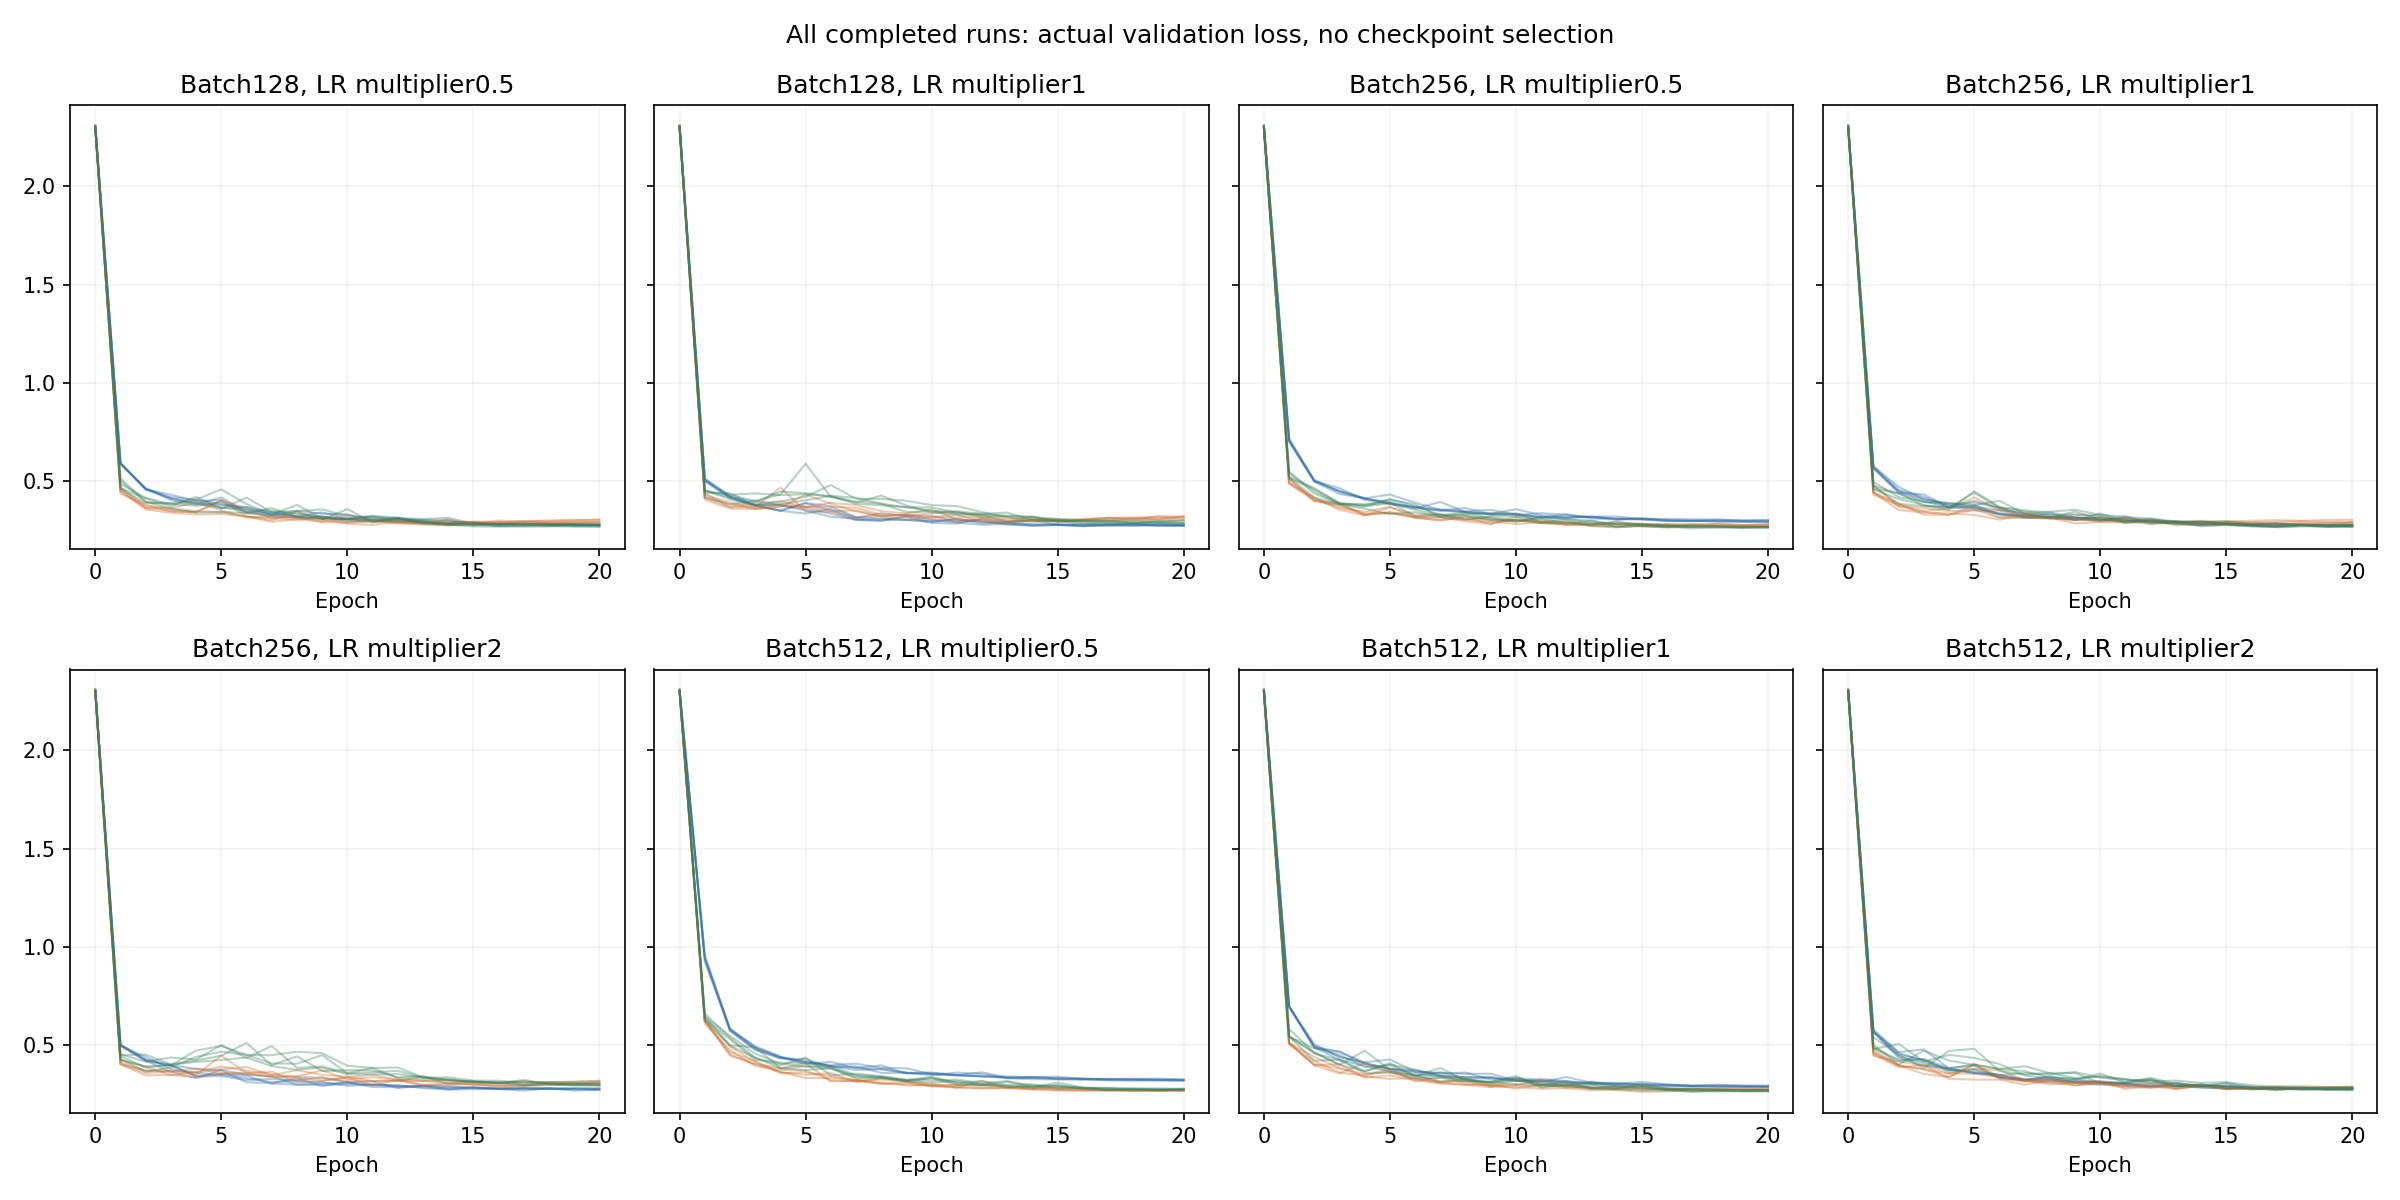 All completed runs: actual validation loss, no checkpoint selection
Batch128, LR multiplier0.5
Batch128, LR multiplier1
Batch256, LR multiplier0.5
Batch256, LR multiplier1
2.0
1.5
1.0
0.5
0 5 10 15 20
0 5 10 15 20
0 5 10 15 20
0 5 10 15 20
Epoch
Epoch
Epoch
Epoch
Batch256, LR multiplier2
Batch512, LR multiplier0.5
Batch512, LR multiplier1
Batch512, LR multiplier2
2.0
1.5
1.0
0.5
0 5 10 15 20
0 5 10 15 20
0 5 10 15 20
0 5 10 15 20
Epoch
Epoch
Epoch
Epoch